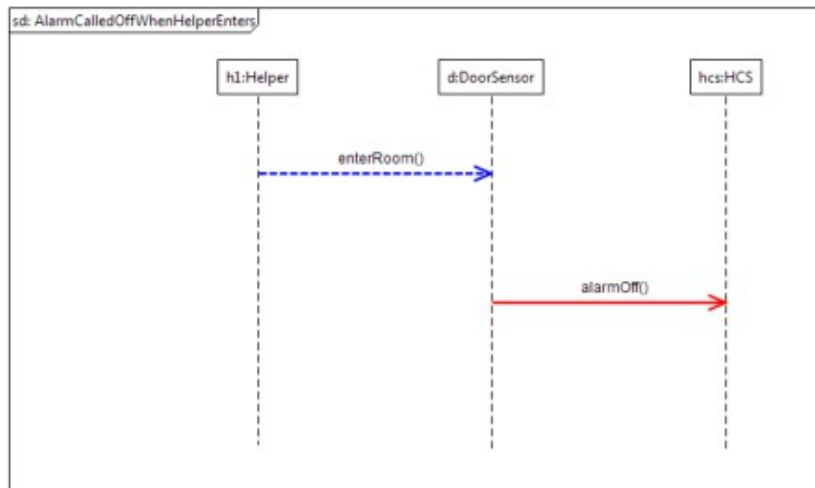 sd: AlarmCalledOffWhenHelperEnters
h1:Helper
d:DoorSensor
hcs:HCS
enterRoom()
alarmOff()